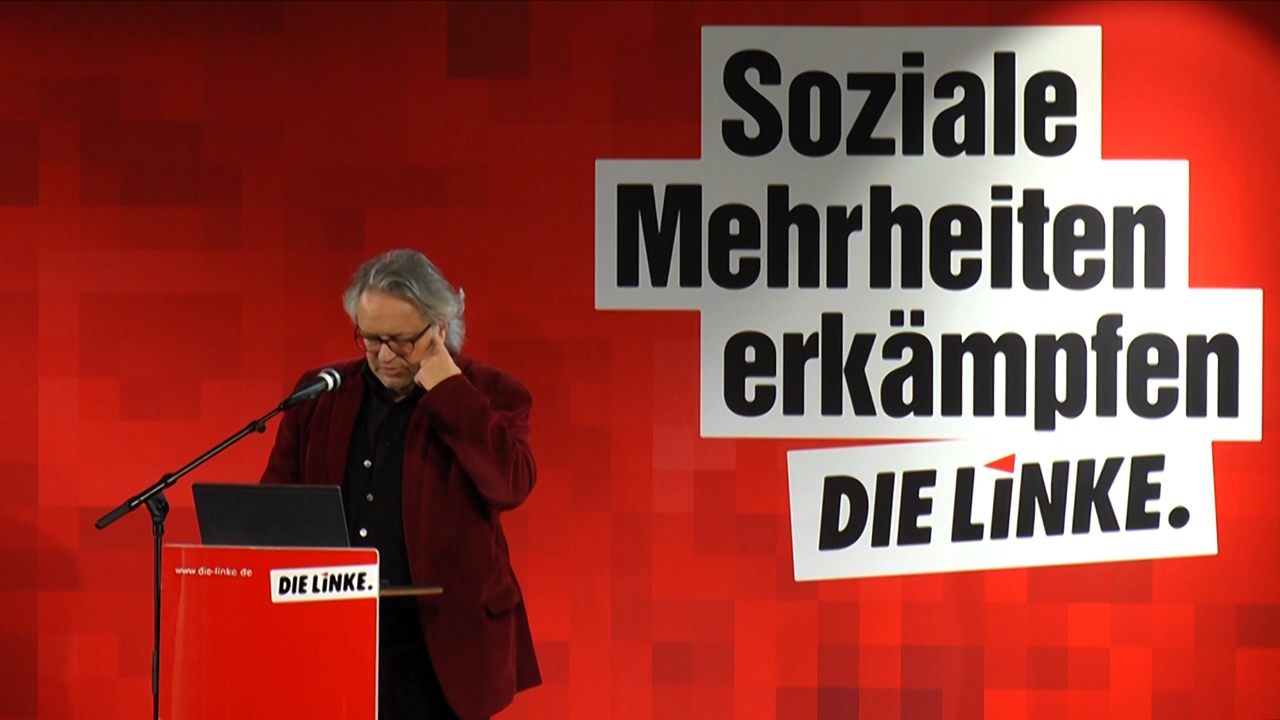 Soziale
Mehrheiten
erkämpfen
DIE LINKE.
www.die-linke.de
DIE LINKE.